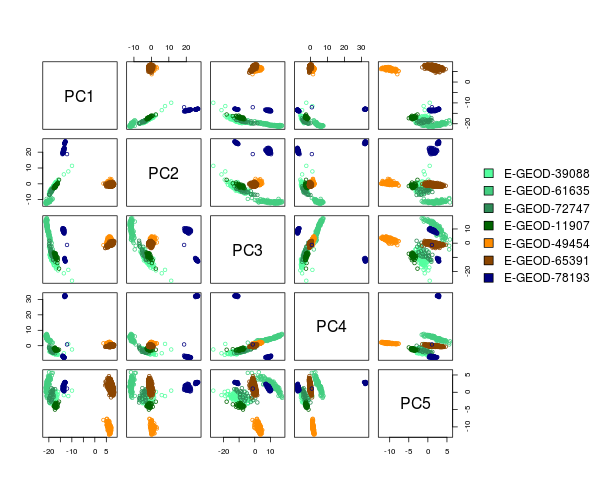 -10 0 10 20
0 10 20 30
-10 -5 0 5
PC1
-20 -10 0
-10 0 10 20
PC2
E-GEOD-39088
E-GEOD-61635
E-GEOD-72747
E-GEOD-11907
E-GEOD-49454
E-GEOD-65391
E-GEOD-78193
PC3
-20 0 10
0 10 20 30
PC4
PC5
-10 -5 0 5
-20 -10 0 5
-20 0 10
-10 -5 0 5